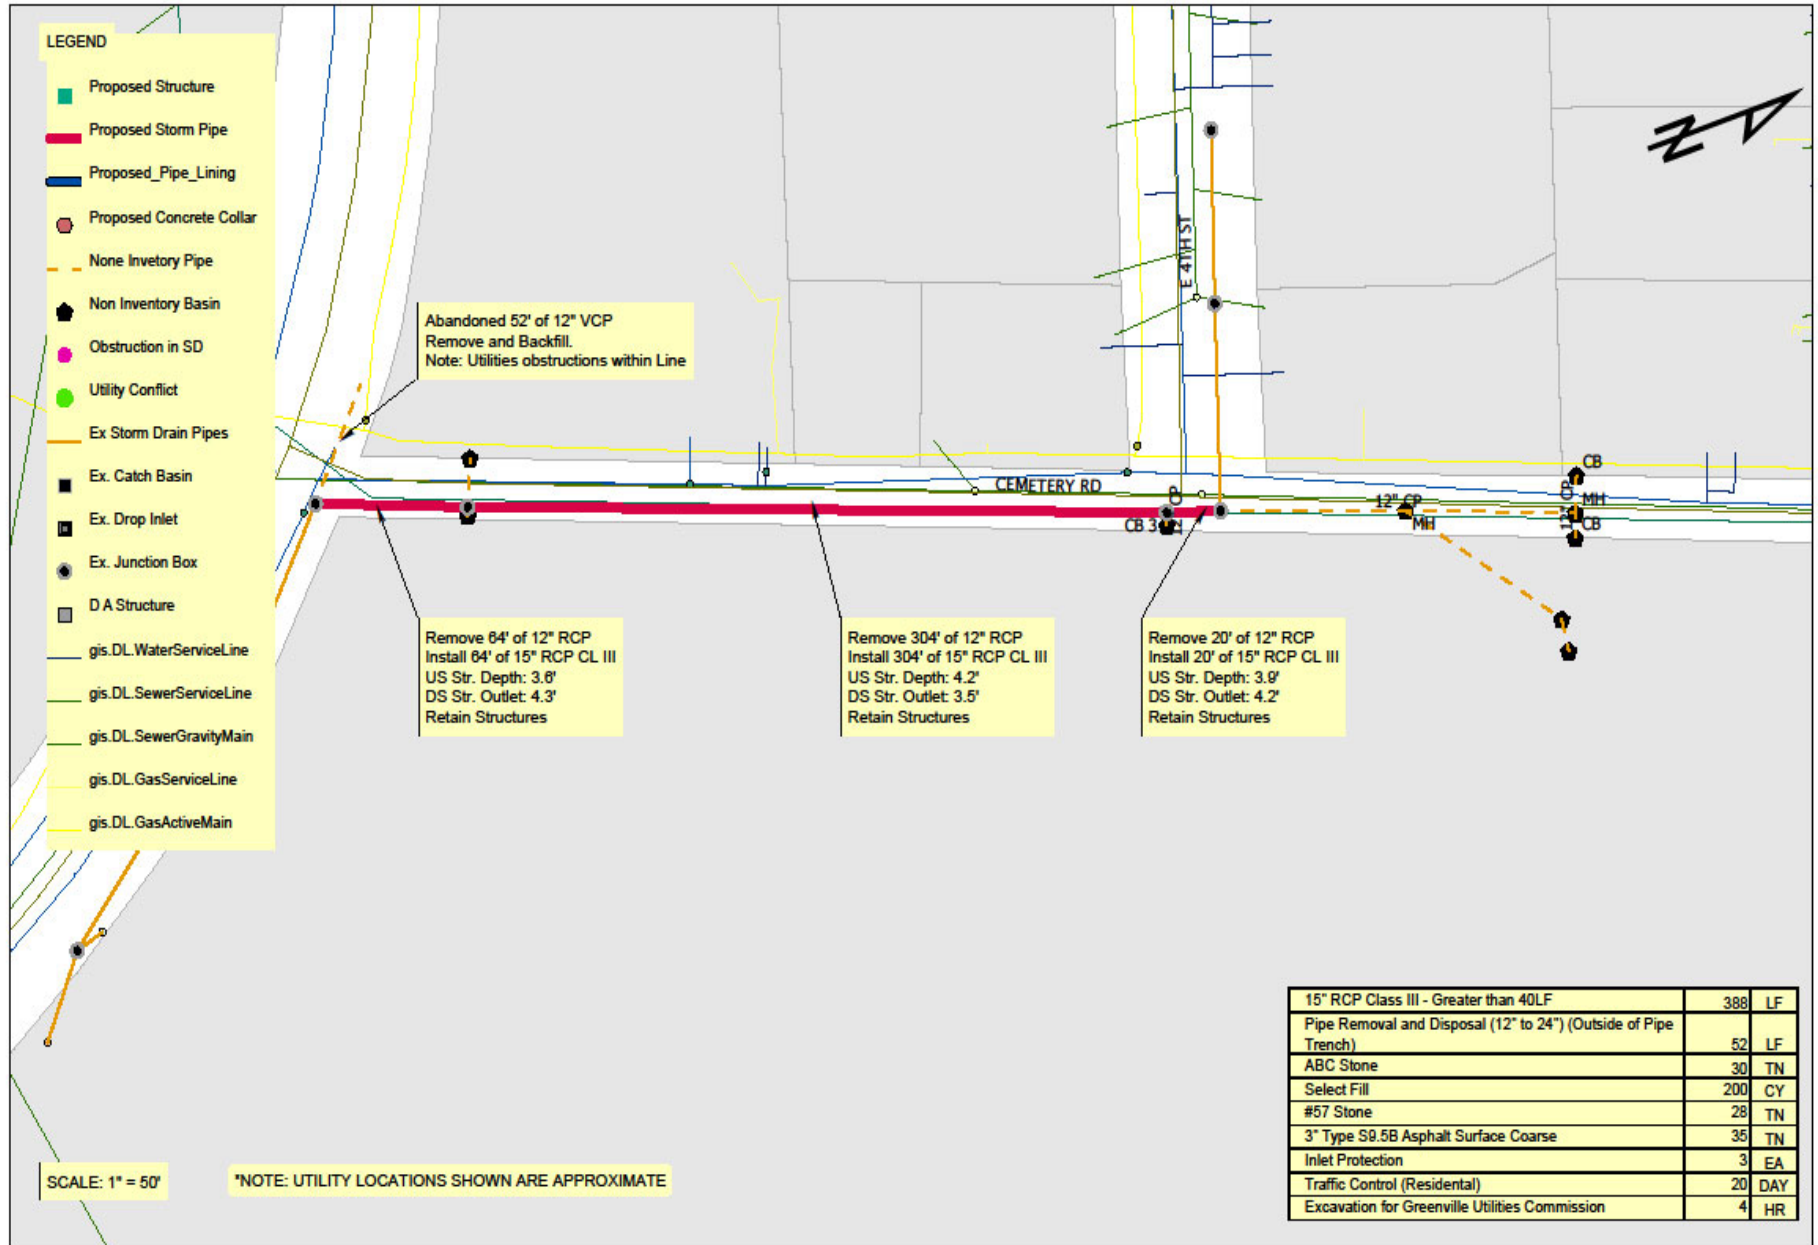 LEGEND
Proposed Structure
Proposed Storm Pipe
Proposed_Pipe_Lining
Proposed Concrete Collar
None Invetory Pipe
Non Inventory Basin
Obstruction in SD
Utility Conflict
Ex Storm Drain Pipes
Ex. Catch Basin
Ex. Drop Inlet
Ex. Junction Box
D A Structure
gis.DL.WaterServiceLine
gis.DL.SewerServiceLine
gis.DL.SewerGravityMain
gis.DL.GasServiceLine
gis.DL.GasActiveMain
Abandoned 52' of 12" VCP
Remove and Backfill.
Note: Utilities obstructions within Line
E 4TH ST
N
CEMETERY RD
12" CP
CB 3
12" CP
MH
CB
12" CP
MH
CB
Remove 64' of 12" RCP
Install 64' of 15" RCP CL III
US Str. Depth: 3.6'
DS Str. Outlet: 4.3'
Retain Structures
Remove 304' of 12" RCP
Install 304' of 15" RCP CL III
US Str. Depth: 4.2'
DS Str. Outlet: 3.5'
Retain Structures
Remove 20' of 12" RCP
Install 20' of 15" RCP CL III
US Str. Depth: 3.9'
DS Str. Outlet: 4.2'
Retain Structures
15" RCP Class III - Greater than 40LF 388 LF
Pipe Removal and Disposal (12" to 24") (Outside of Pipe
Trench) 52 LF
ABC Stone 30 TN
Select Fill 200 CY
#57 Stone 28 TN
3" Type S9.5B Asphalt Surface Coarse 35 TN
Inlet Protection 3 EA
Traffic Control (Residental) 20 DAY
Excavation for Greenville Utilities Commission 4 HR
SCALE: 1" = 50'
*NOTE: UTILITY LOCATIONS SHOWN ARE APPROXIMATE